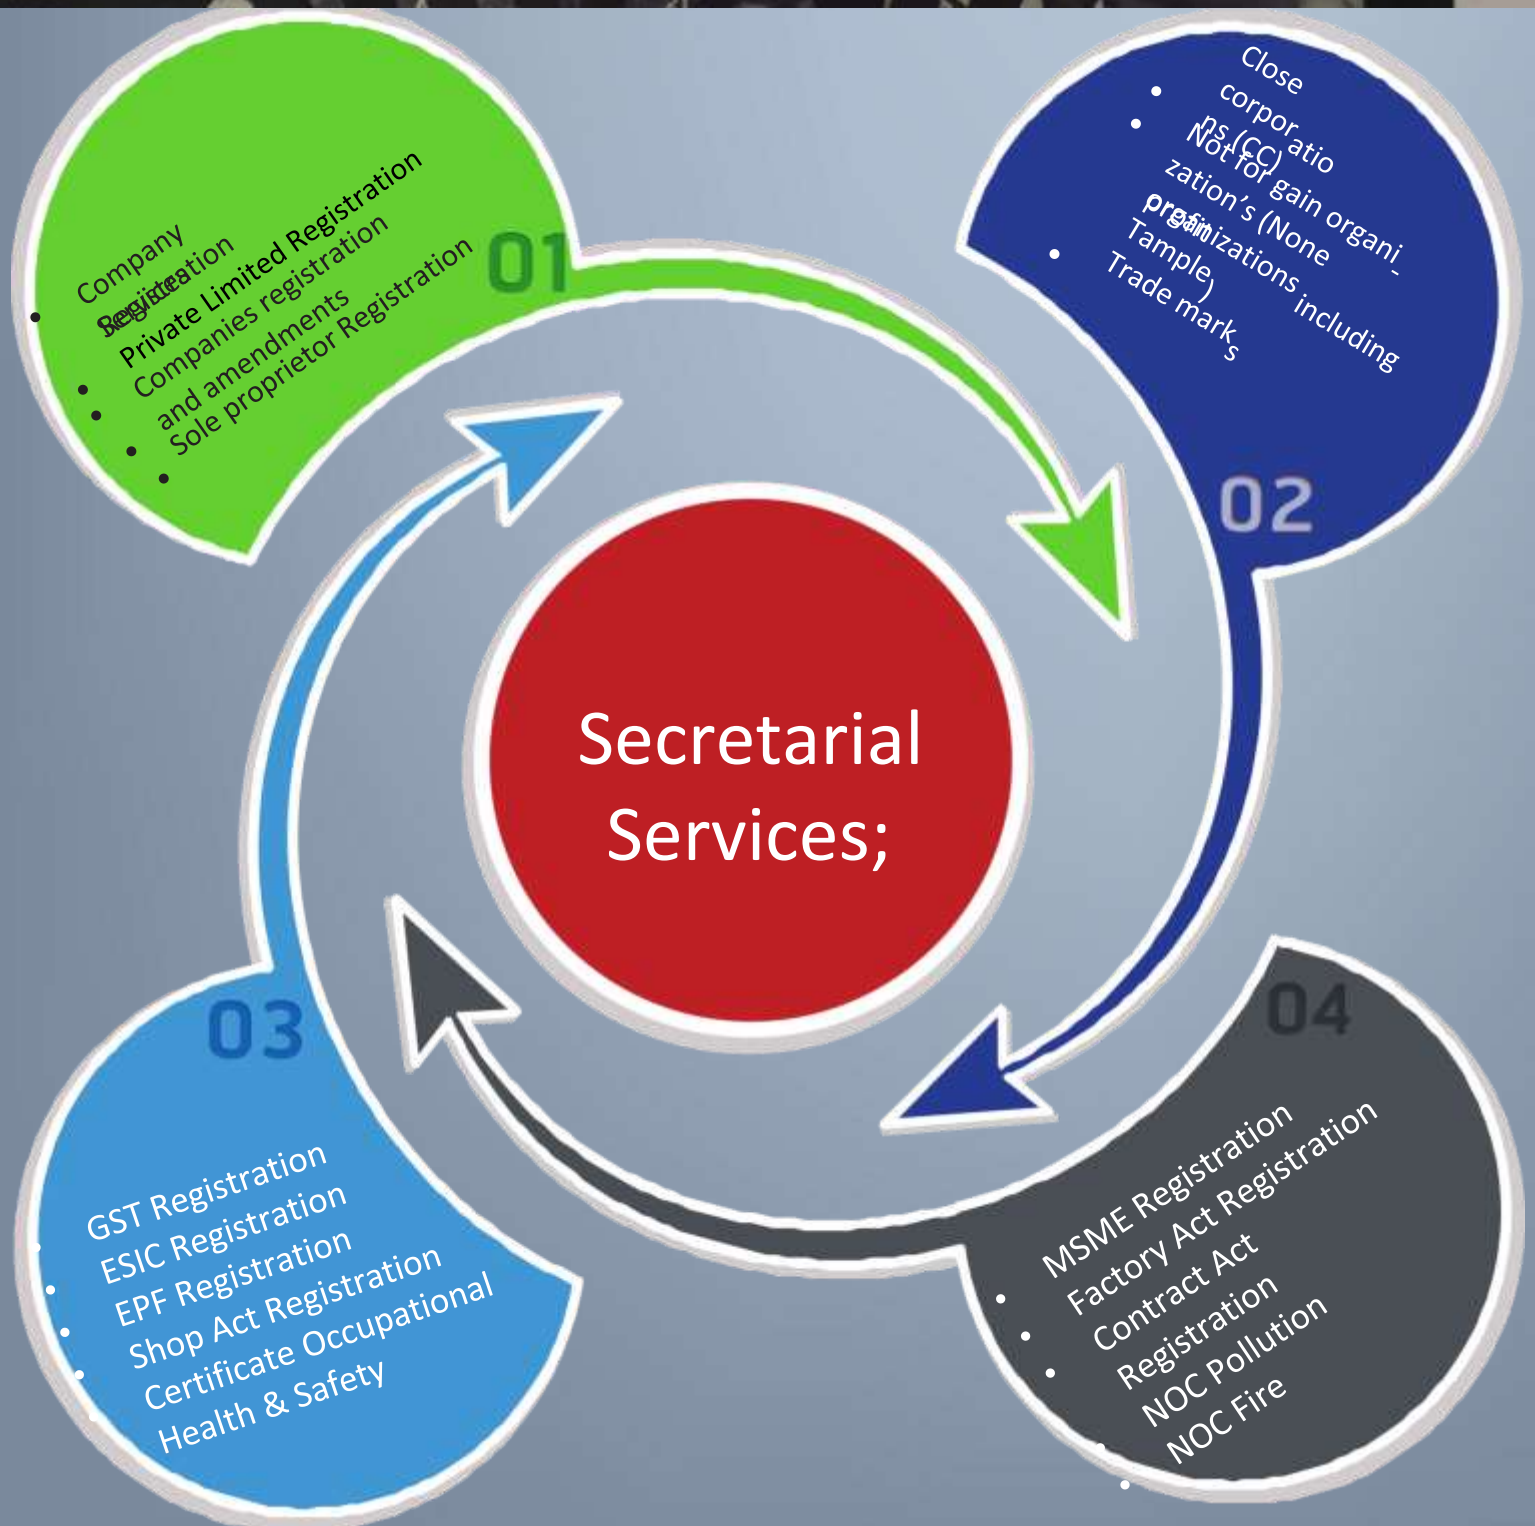 01
Company
Registration
Services
Private Limited Registration
Companies registration
and amendments
Sole proprietor Registration
02
Close
corporatio
ns (CC)
Not for gain organi-
zation’s (None
profit
organizations including
Tample)
Trade marks
Secretarial
Services;
03
GST Registration
ESIC Registration
EPF Registration
Shop Act Registration
Certificate Occupational
Health & Safety
04
MSME Registration
Factory Act Registration
Contract Act
Registration
NOC Pollution
NOC Fire